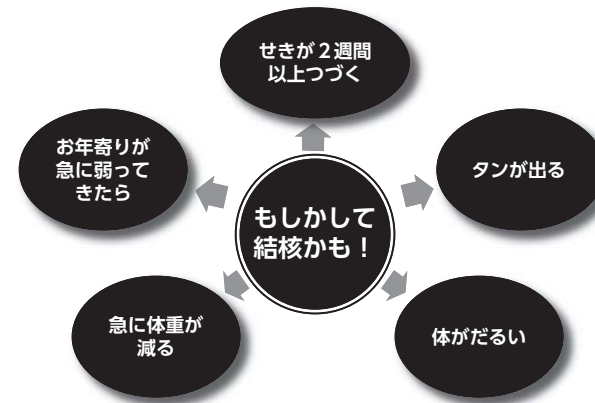 せきが２週間
以上つづく
お年寄りが
急に弱って
きたら
タンが出る
もしかして
結核かも！
急に体重が
減る
体がだるい